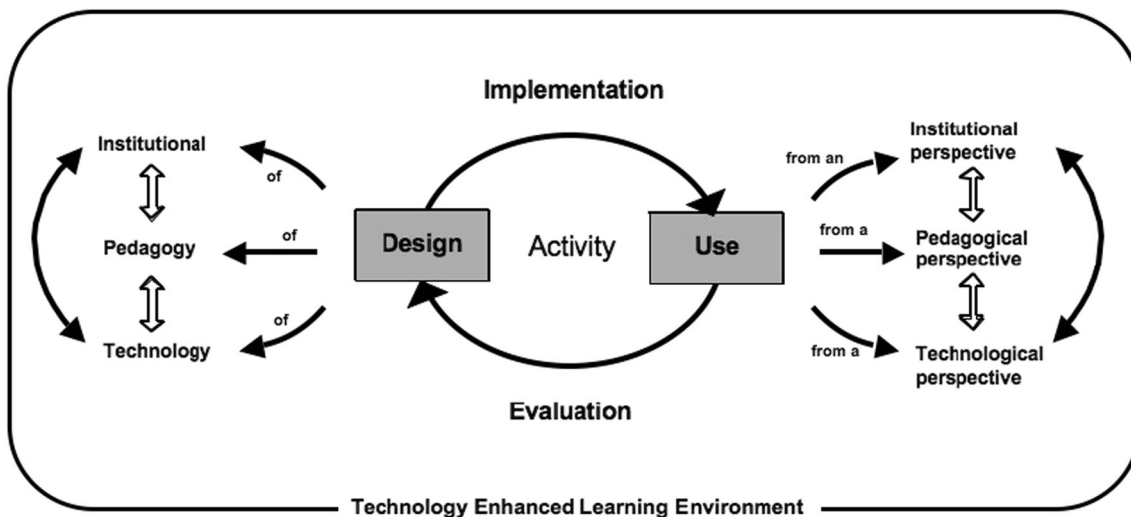 Implementation
Institutional
of
Pedagogy
of
Technology
of
Design
Activity
Use
from an
Institutional
perspective
from a
Pedagogical
perspective
from a
Technological
perspective
Evaluation
Technology Enhanced Learning Environment